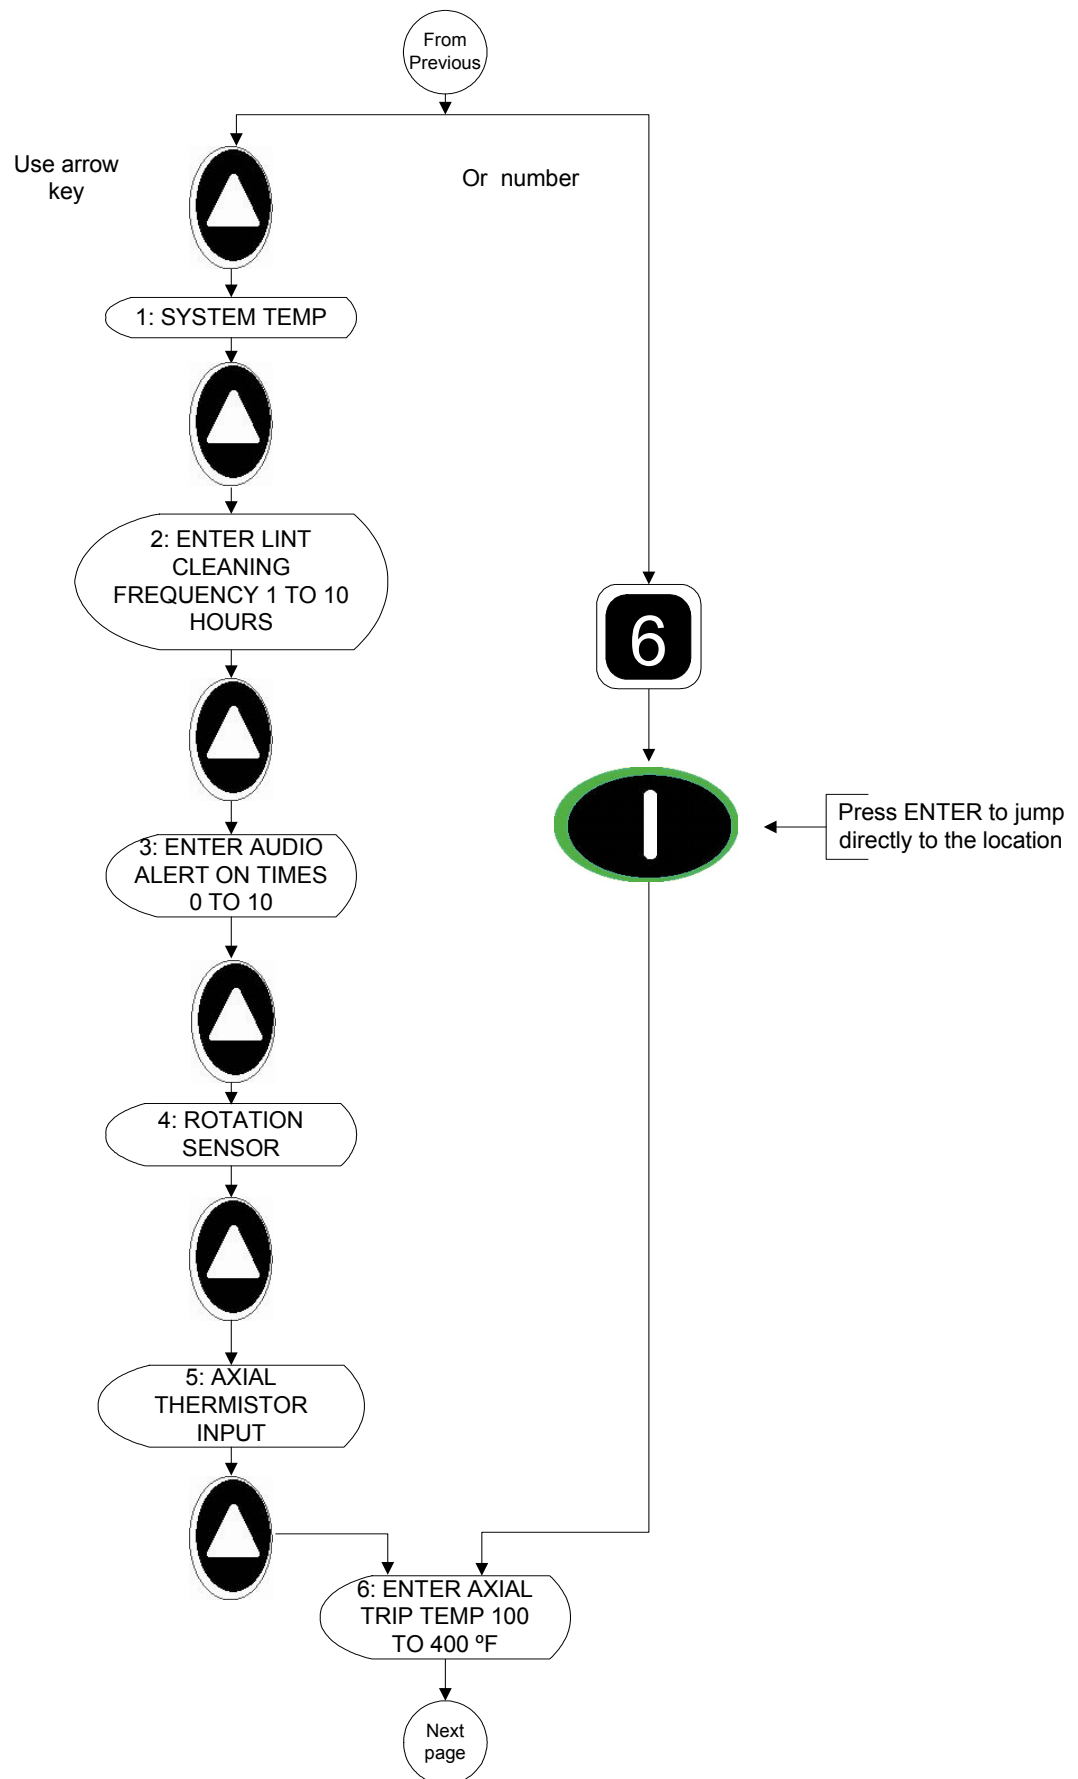 From
Previous
Use arrow
key
Or number
1: SYSTEM TEMP
2: ENTER LINT
CLEANING
FREQUENCY 1 TO 10
HOURS
6
Press ENTER to jump
directly to the location
3: ENTER AUDIO
ALERT ON TIMES
0 TO 10
4: ROTATION
SENSOR
5: AXIAL
THERMISTOR
INPUT
6: ENTER AXIAL
TRIP TEMP 100
TO 400 ºF
Next
page